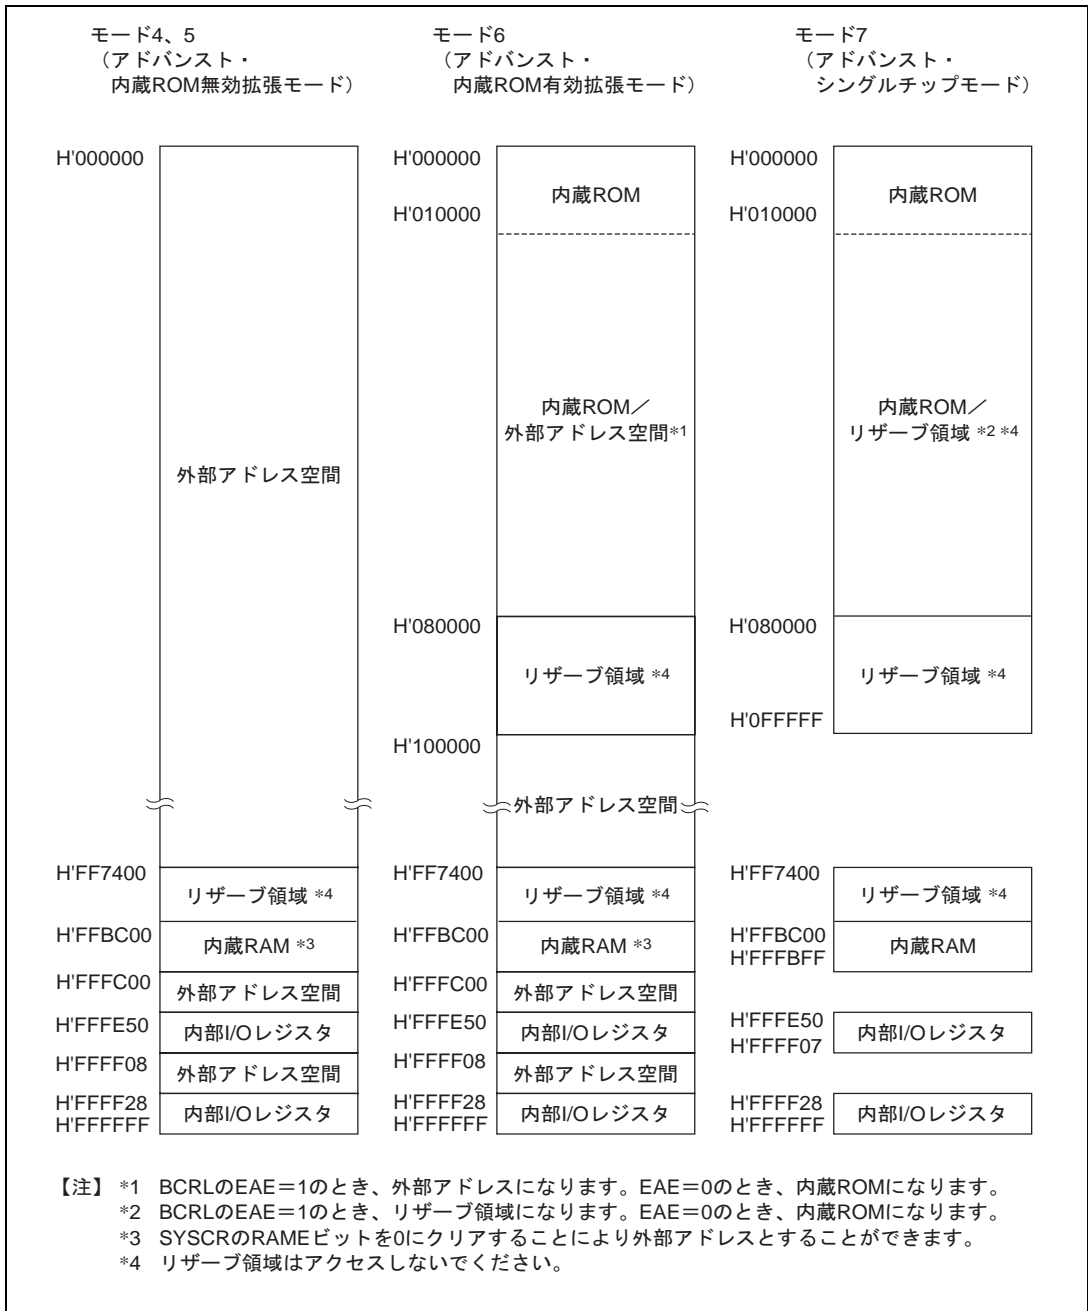 モード4、5
（アドバンスト・
内蔵ROM無効拡張モード）
H'000000
外部アドレス空間
H'FF7400
リザーブ領域 *4
H'FFBC00
内蔵RAM *3
H'FFFC00
外部アドレス空間
H'FFFE50
内部I/Oレジスタ
H'FFFF08
外部アドレス空間
H'FFFF28
内部I/Oレジスタ
H'FFFFFF
モード6
（アドバンスト・
内蔵ROM有効拡張モード）
H'000000
内蔵ROM
H'010000
内蔵ROM／
外部アドレス空間*1
H'080000
リザーブ領域 *4
H'100000
外部アドレス空間
H'FF7400
リザーブ領域 *4
H'FFBC00
内蔵RAM *3
H'FFFC00
外部アドレス空間
H'FFFE50
内部I/Oレジスタ
H'FFFF08
外部アドレス空間
H'FFFF28
内部I/Oレジスタ
H'FFFFFF
モード7
（アドバンスト・
シングルチップモード）
H'000000
内蔵ROM
H'010000
内蔵ROM／
リザーブ領域 *2 *4
H'080000
リザーブ領域 *4
H'0FFFFF
H'FF7400
リザーブ領域 *4
H'FFBC00
内蔵RAM
H'FFFBFF
H'FFFE50
内部I/Oレジスタ
H'FFFF07
H'FFFF28
内部I/Oレジスタ
H'FFFFFF
【注】 *1 BCRLのEAE＝1のとき、外部アドレスになります。EAE＝0のとき、内蔵ROMになります。
*2 BCRLのEAE＝1のとき、リザーブ領域になります。EAE＝0のとき、内蔵ROMになります。
*3 SYSCRのRAMEビットを0にクリアすることにより外部アドレスとすることができます。
*4 リザーブ領域はアクセスしないでください。